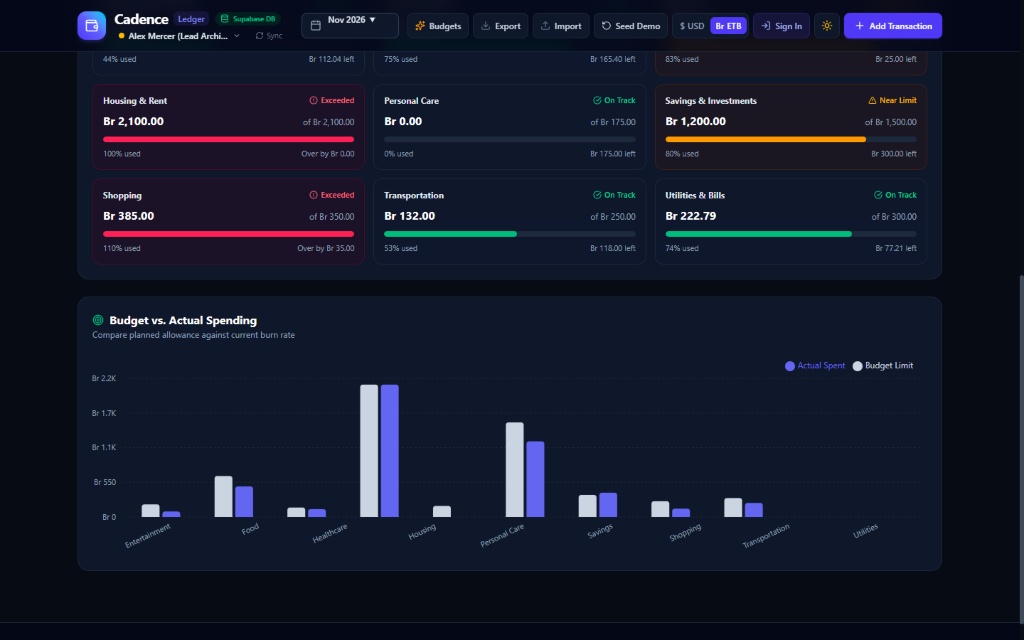 Cadence Ledger Supabase DB
Alex Mercer (Lead Archi... Sync
Nov 2026 ▼
Budgets
Export
Import
Seed Demo
$ USD Br ETB
Sign In
+ Add Transaction
44% used Br 112.04 left
75% used Br 165.40 left
83% used Br 25.00 left
Housing & Rent Exceeded
Br 2,100.00 of Br 2,100.00
100% used Over by Br 0.00
Personal Care On Track
Br 0.00 of Br 175.00
0% used Br 175.00 left
Savings & Investments Near Limit
Br 1,200.00 of Br 1,500.00
80% used Br 300.00 left
Shopping Exceeded
Br 385.00 of Br 350.00
110% used Over by Br 35.00
Transportation On Track
Br 132.00 of Br 250.00
53% used Br 118.00 left
Utilities & Bills On Track
Br 222.79 of Br 300.00
74% used Br 77.21 left
Budget vs. Actual Spending
Compare planned allowance against current burn rate
Actual Spent Budget Limit
Br 2.2K
Br 1.7K
Br 1.1K
Br 550
Br 0
Entertainment
Food
Healthcare
Housing
Personal Care
Savings
Shopping
Transportation
Utilities